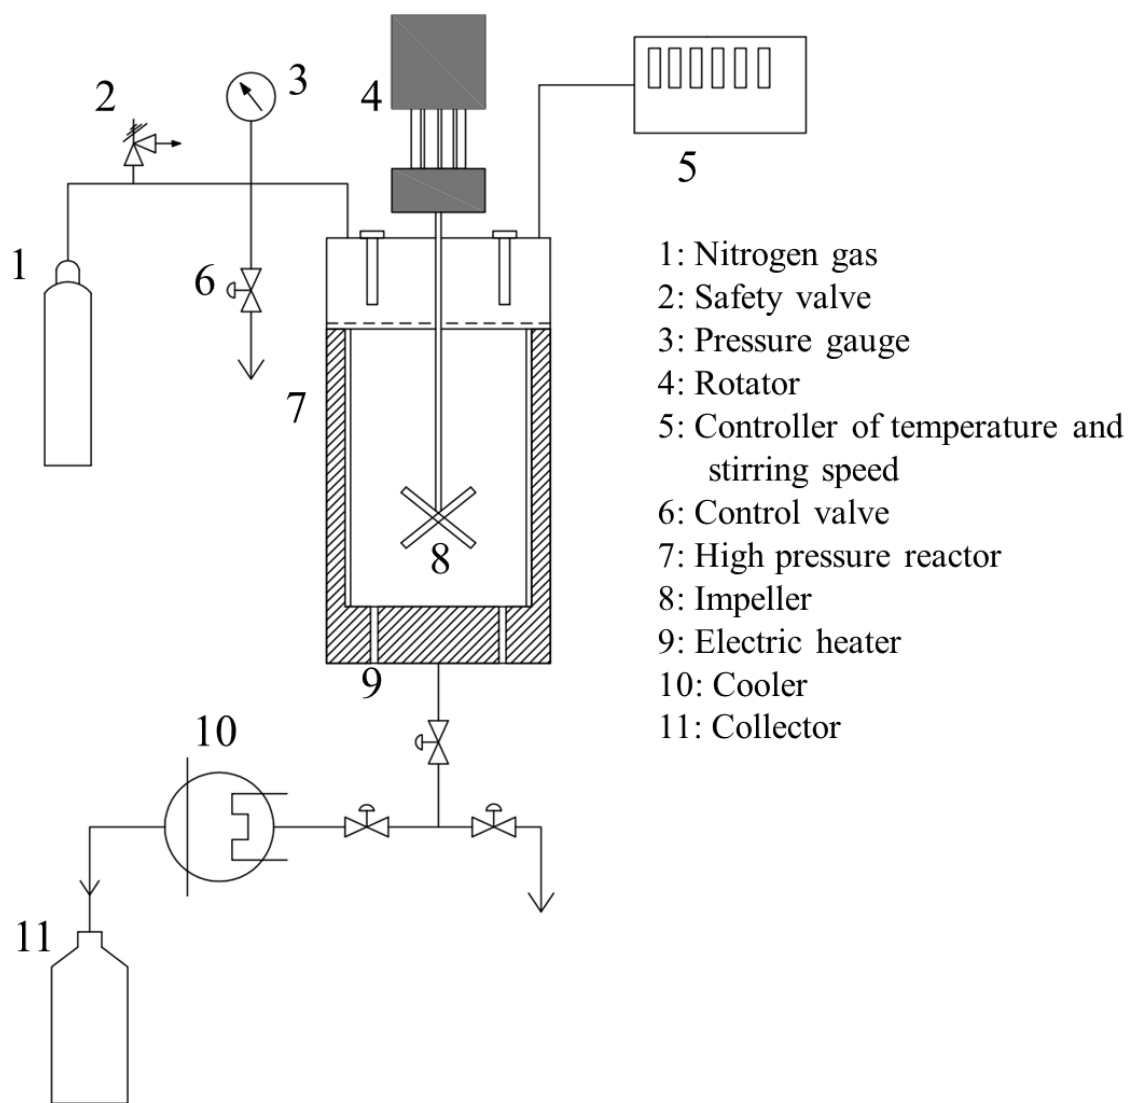 3
2
4
5
1
6
7
8
9
10
11
1: Nitrogen gas
2: Safety valve
3: Pressure gauge
4: Rotator
5: Controller of temperature and
stirring speed
6: Control valve
7: High pressure reactor
8: Impeller
9: Electric heater
10: Cooler
11: Collector